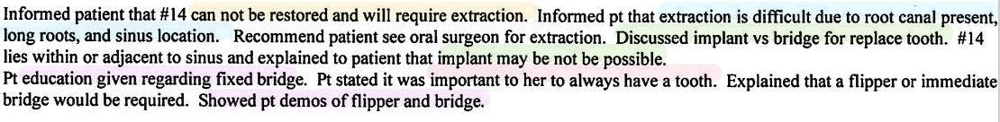 Informed patient that #14 can not be restored and will require extraction. Informed pt that extraction is difficult due to root canal present,
long roots, and sinus location. Recommend patient see oral surgeon for extraction. Discussed implant vs bridge for replace tooth. #14
lies within or adjacent to sinus and explained to patient that implant may be not be possible.
Pt education given regarding fixed bridge. Pt stated it was important to her to always have a tooth. Explained that a flipper or immediate
bridge would be required. Showed pt demos of flipper and bridge.